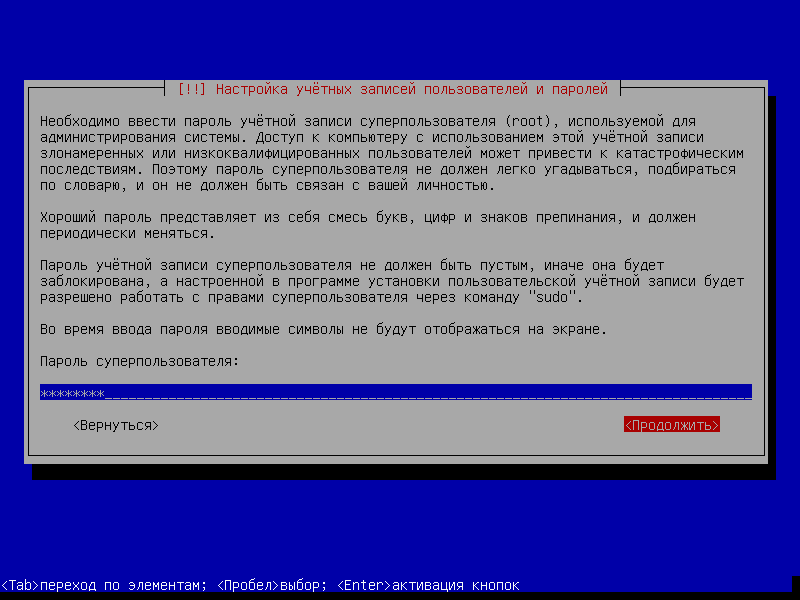 [!!] Настройка учётных записей пользователей и паролей
Необходимо ввести пароль учётной записи суперпользователя (root), используемой для
администрирования системы. Доступ к компьютеру с использованием этой учётной записи
злонамеренных или низкоквалифицированных пользователей может привести к катастрофическим
последствиям. Поэтому пароль суперпользователя не должен легко угадываться, подбираться
по словарю, и он не должен быть связан с вашей личностью.
Хороший пароль представляет из себя смесь букв, цифр и знаков препинания, и должен
периодически меняться.
Пароль учётной записи суперпользователя не должен быть пустым, иначе она будет
заблокирована, а настроенной в программе установки пользовательской учётной записи будет
разрешено работать с правами суперпользователя через команду "sudo".
Во время ввода пароля вводимые символы не будут отображаться на экране.
Пароль суперпользователя:
********
<Вернуться> <Продолжить>
<Tab>переход по элементам; <Пробел>выбор; <Enter>активация кнопок